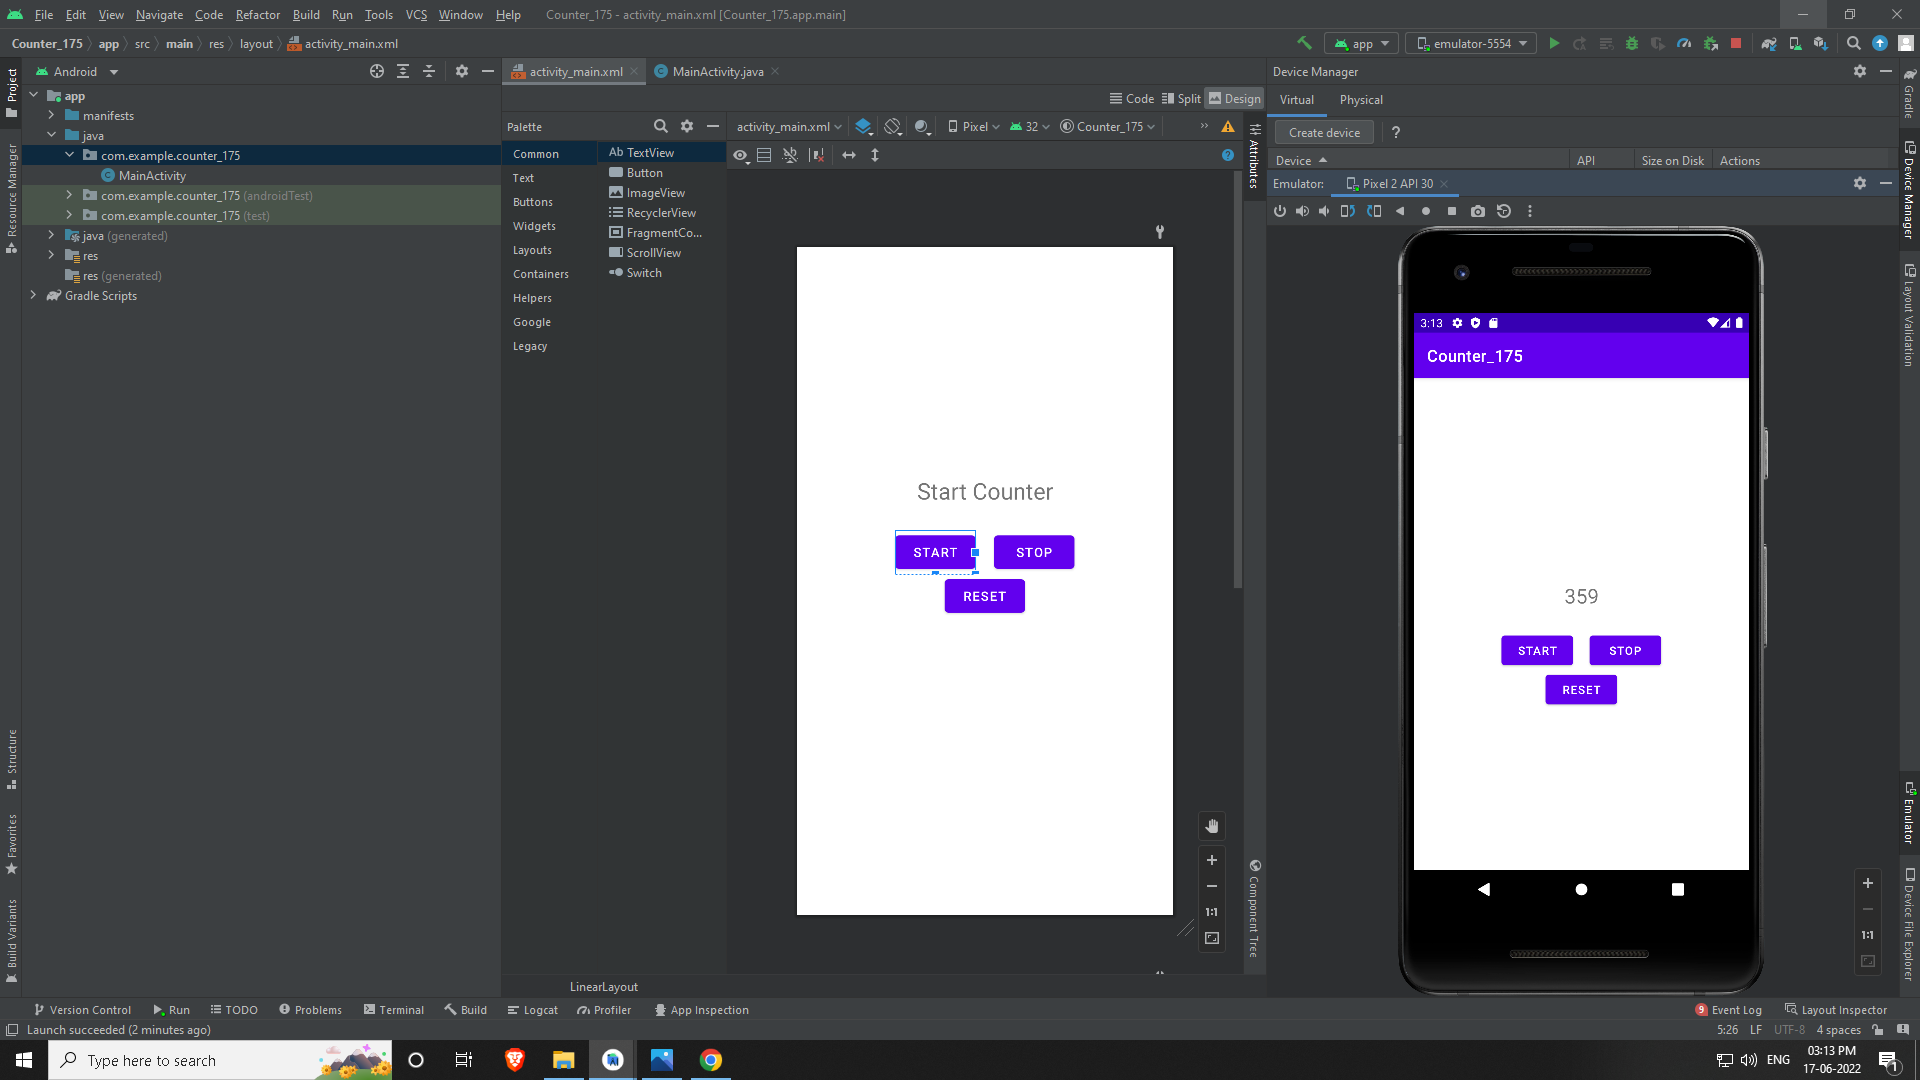 File Edit View Navigate Code Refactor Build Run Tools VCS Window Help Counter_175 - activity_main.xml [Counter_175.app.main]
Counter_175 app src main res layout activity_main.xml
app emulator-5554
Android
activity_main.xml MainActivity.java
Device Manager
Code Split Design
Virtual Physical
Create device ?
Device API Size on Disk Actions
Emulator: Pixel 2 API 30
app
manifests
java
com.example.counter_175
MainActivity
com.example.counter_175 (androidTest)
com.example.counter_175 (test)
java (generated)
res
res (generated)
Gradle Scripts
Palette
Common
Text
Buttons
Widgets
Layouts
Containers
Helpers
Google
Legacy
Ab TextView
Button
ImageView
RecyclerView
FragmentCo...
ScrollView
Switch
activity_main.xml Pixel 32 Counter_175
Start Counter
START STOP
RESET
1:1
LinearLayout
3:13
Counter_175
359
START STOP
RESET
1:1
Project
Resource Manager
Structure
Favorites
Build Variants
Attributes
Component Tree
Gradle
Device Manager
Layout Validation
Emulator
Device File Explorer
Version Control Run TODO Problems Terminal Build Logcat Profiler App Inspection
9 Event Log Layout Inspector
Launch succeeded (2 minutes ago)
5:26 LF UTF-8 4 spaces
Type here to search
ENG
03:13 PM
17-06-2022
1